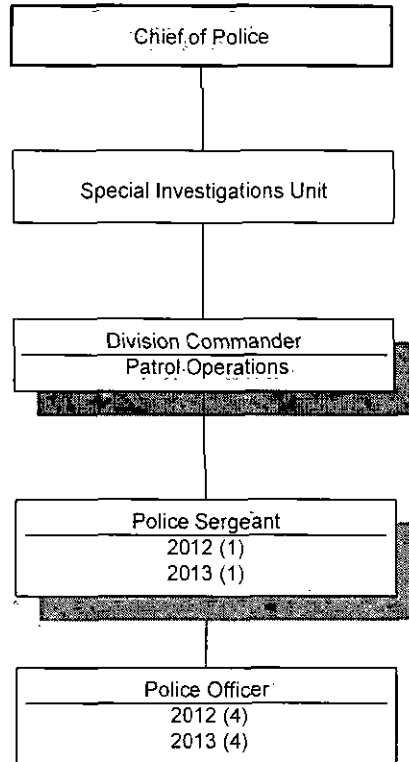 Chief of Police
Special Investigations Unit
Division Commander
Patrol Operations
Police Sergeant
2012 (1)
2013 (1)
Police Officer
2012 (4)
2013 (4)